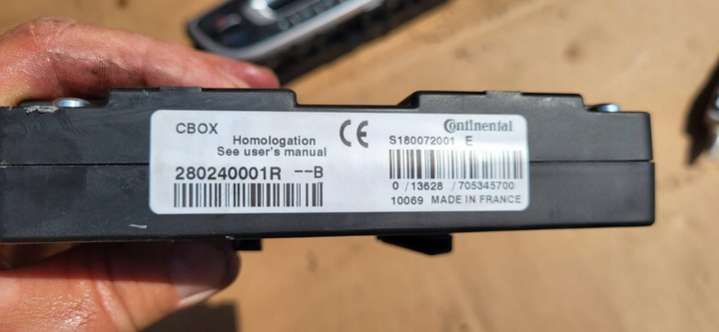 CBOX
Homologation
See user's manual
280240001R --B
CE
Continental
S180072001 E
0 /13628 /705345700
10069 MADE IN FRANCE